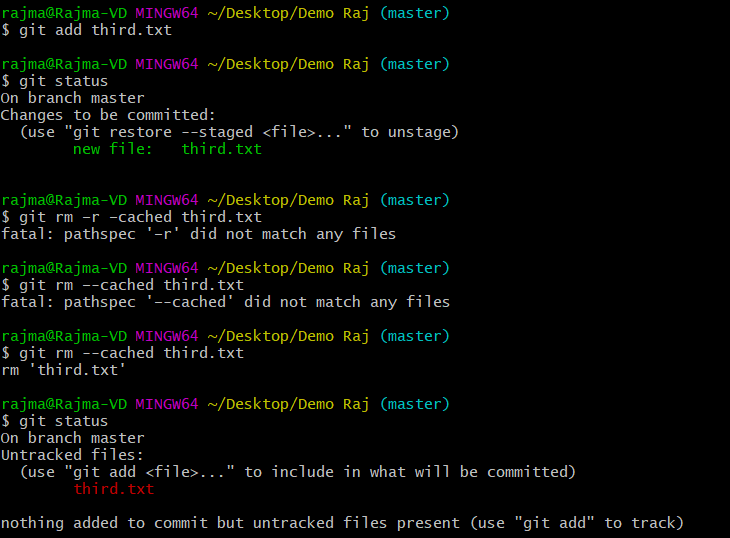 rajma@Rajma-VD MINGW64 ~/Desktop/Demo Raj (master)
$ git add third.txt
rajma@Rajma-VD MINGW64 ~/Desktop/Demo Raj (master)
$ git status
On branch master
Changes to be committed:
  (use "git restore --staged <file>..." to unstage)
        new file:   third.txt
rajma@Rajma-VD MINGW64 ~/Desktop/Demo Raj (master)
$ git rm –r –cached third.txt
fatal: pathspec '–r' did not match any files
rajma@Rajma-VD MINGW64 ~/Desktop/Demo Raj (master)
$ git rm -–cached third.txt
fatal: pathspec '-–cached' did not match any files
rajma@Rajma-VD MINGW64 ~/Desktop/Demo Raj (master)
$ git rm --cached third.txt
rm 'third.txt'
rajma@Rajma-VD MINGW64 ~/Desktop/Demo Raj (master)
$ git status
On branch master
Untracked files:
  (use "git add <file>..." to include in what will be committed)
        third.txt
nothing added to commit but untracked files present (use "git add" to track)